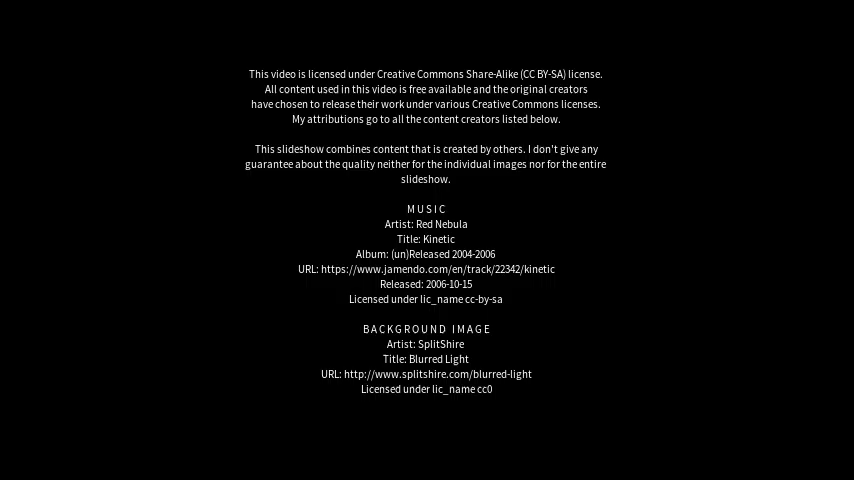 This video is licensed under Creative Commons Share-Alike (CC BY-SA) license.
All content used in this video is free available and the original creators
have chosen to release their work under various Creative Commons licenses.
My attributions go to all the content creators listed below.
This slideshow combines content that is created by others. I don't give any
guarantee about the quality neither for the individual images nor for the entire
slideshow.
MUSIC
Artist: Red Nebula
Title: Kinetic
Album: (un)Released 2004-2006
URL: https://www.jamendo.com/en/track/22342/kinetic
Released: 2006-10-15
Licensed under lic_name cc-by-sa
BACKGROUND IMAGE
Artist: SplitShire
Title: Blurred Light
URL: http://www.splitshire.com/blurred-light
Licensed under lic_name cc0